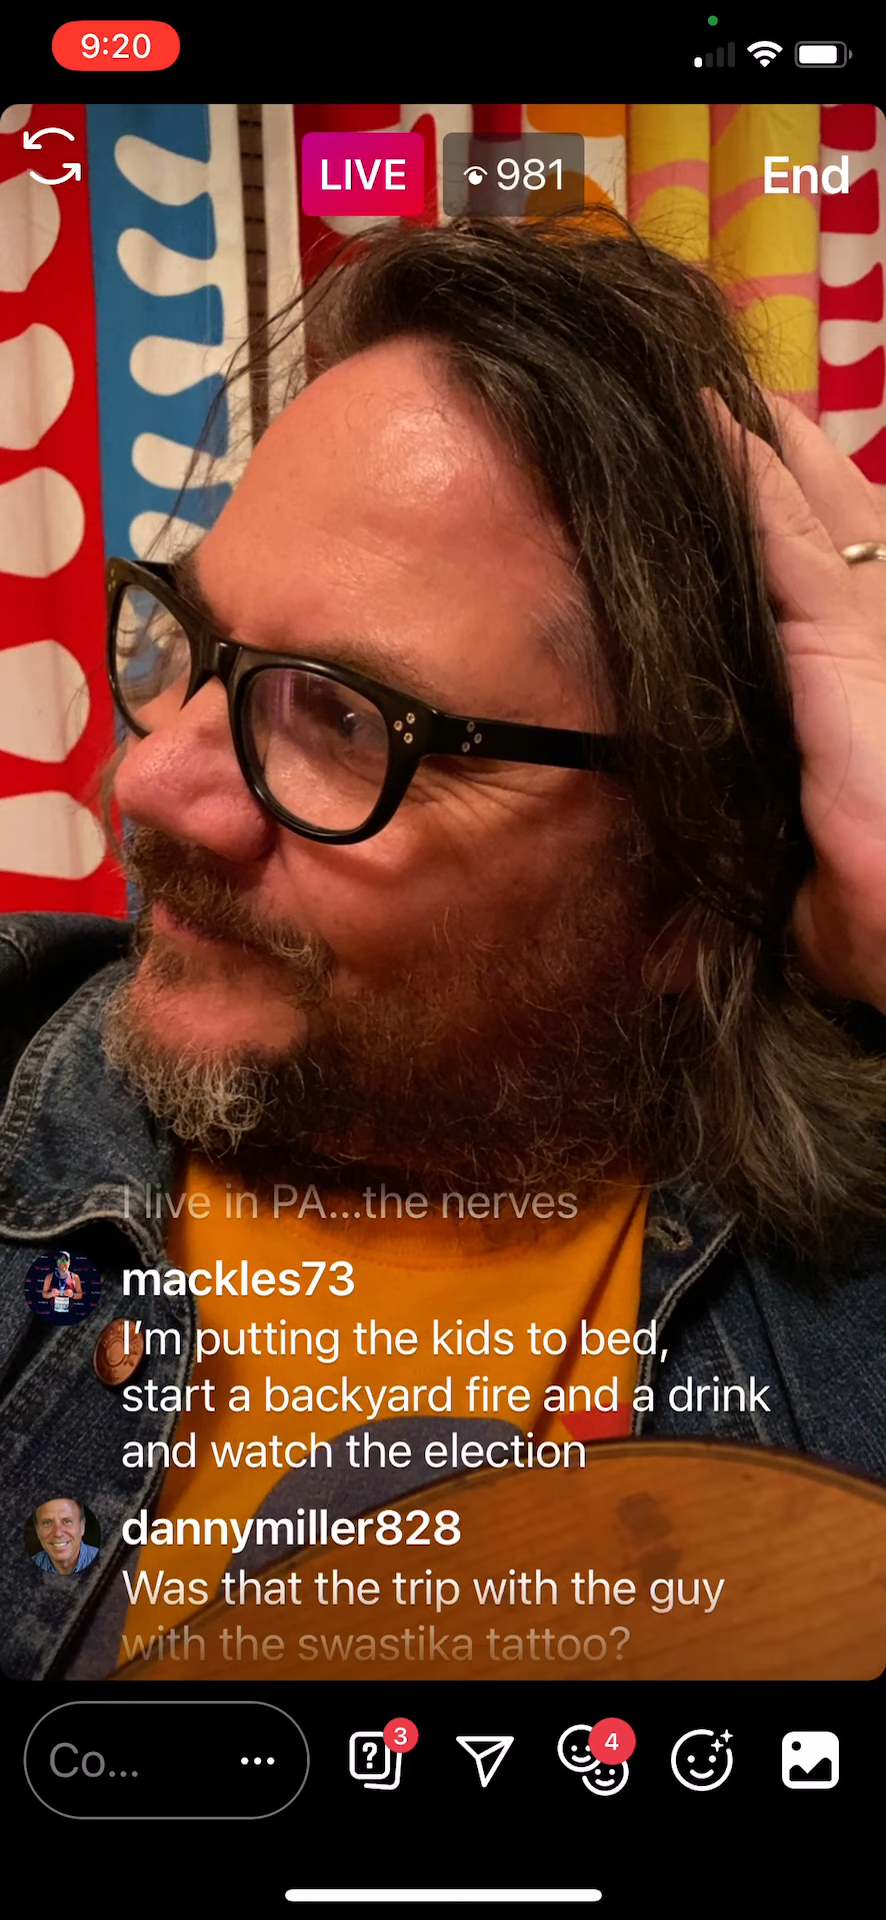 9:20
LIVE
981
End
I live in PA...the nerves
mackles73
I'm putting the kids to bed,
start a backyard fire and a drink
and watch the election
dannymiller828
Was that the trip with the guy
with the swastika tattoo?
Co...
3
4